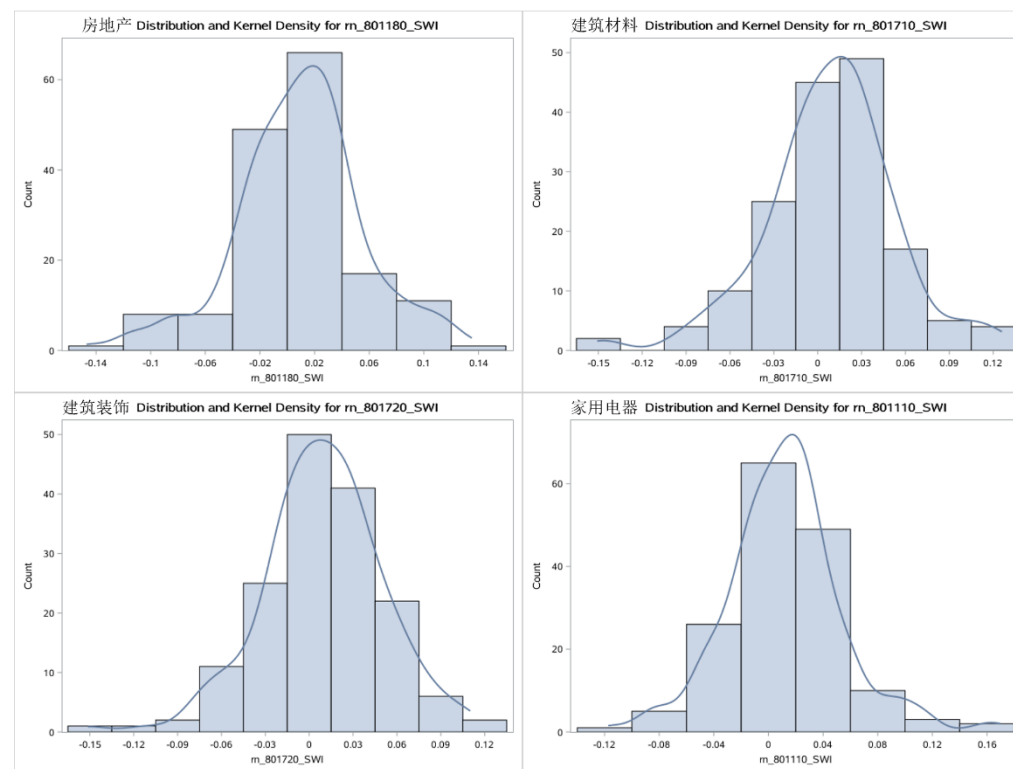 房地产 Distribution and Kernel Density for rn_801180_SWI
60
40
20
0
Count
-0.14 -0.1 -0.06 -0.02 0.02 0.06 0.1 0.14
rn_801180_SWI
建筑材料 Distribution and Kernel Density for rn_801710_SWI
50
40
30
20
10
0
Count
-0.15 -0.12 -0.09 -0.06 -0.03 0 0.03 0.06 0.09 0.12
rn_801710_SWI
建筑装饰 Distribution and Kernel Density for rn_801720_SWI
50
40
30
20
10
0
Count
-0.15 -0.12 -0.09 -0.06 -0.03 0 0.03 0.06 0.09 0.12
rn_801720_SWI
家用电器 Distribution and Kernel Density for rn_801110_SWI
60
40
20
0
Count
-0.12 -0.08 -0.04 0 0.04 0.08 0.12 0.16
rn_801110_SWI